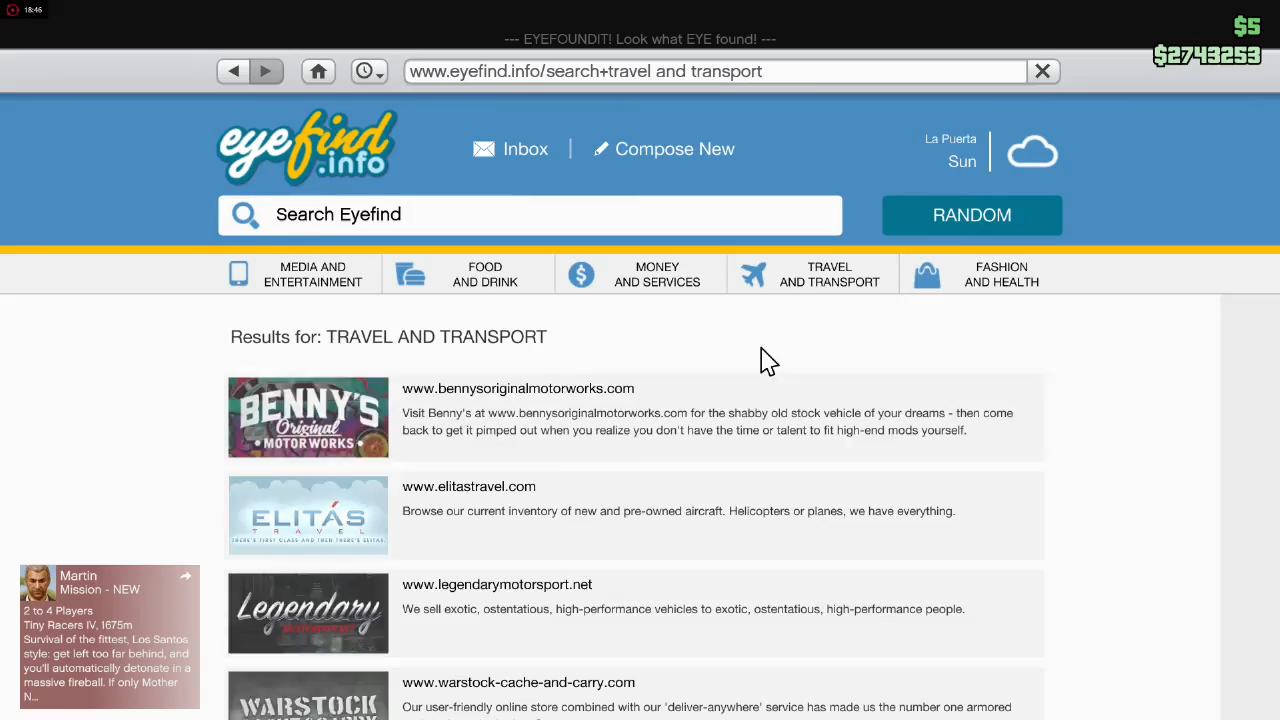 18:46
--- EYEFOUNDIT! Look what EYE found! ---
$5
$2743253
www.eyefind.info/search+travel and transport
eyefind
.info
Inbox
Compose New
La Puerta
Sun
Search Eyefind
RANDOM
MEDIA AND
ENTERTAINMENT
FOOD
AND DRINK
MONEY
AND SERVICES
TRAVEL
AND TRANSPORT
FASHION
AND HEALTH
Results for: TRAVEL AND TRANSPORT
BENNY'S
Original
MOTOR WORKS
www.bennysoriginalmotorworks.com
Visit Benny's at www.bennysoriginalmotorworks.com for the shabby old stock vehicle of your dreams - then come
back to get it pimped out when you realize you don't have the time or talent to fit high-end mods yourself.
ELITÁS
TRAVEL
THERE'S FIRST CLASS AND THEN THERE'S ELITAS
www.elitastravel.com
Browse our current inventory of new and pre-owned aircraft. Helicopters or planes, we have everything.
Legendary
MOTORSPORT
www.legendarymotorsport.net
We sell exotic, ostentatious, high-performance vehicles to exotic, ostentatious, high-performance people.
WARSTOCK
www.warstock-cache-and-carry.com
Our user-friendly online store combined with our 'deliver-anywhere' service has made us the number one armored
Martin
Mission - NEW
2 to 4 Players
Tiny Racers IV, 1675m
Survival of the fittest, Los Santos
style: get left too far behind, and
you'll automatically detonate in a
massive fireball. If only Mother
N...